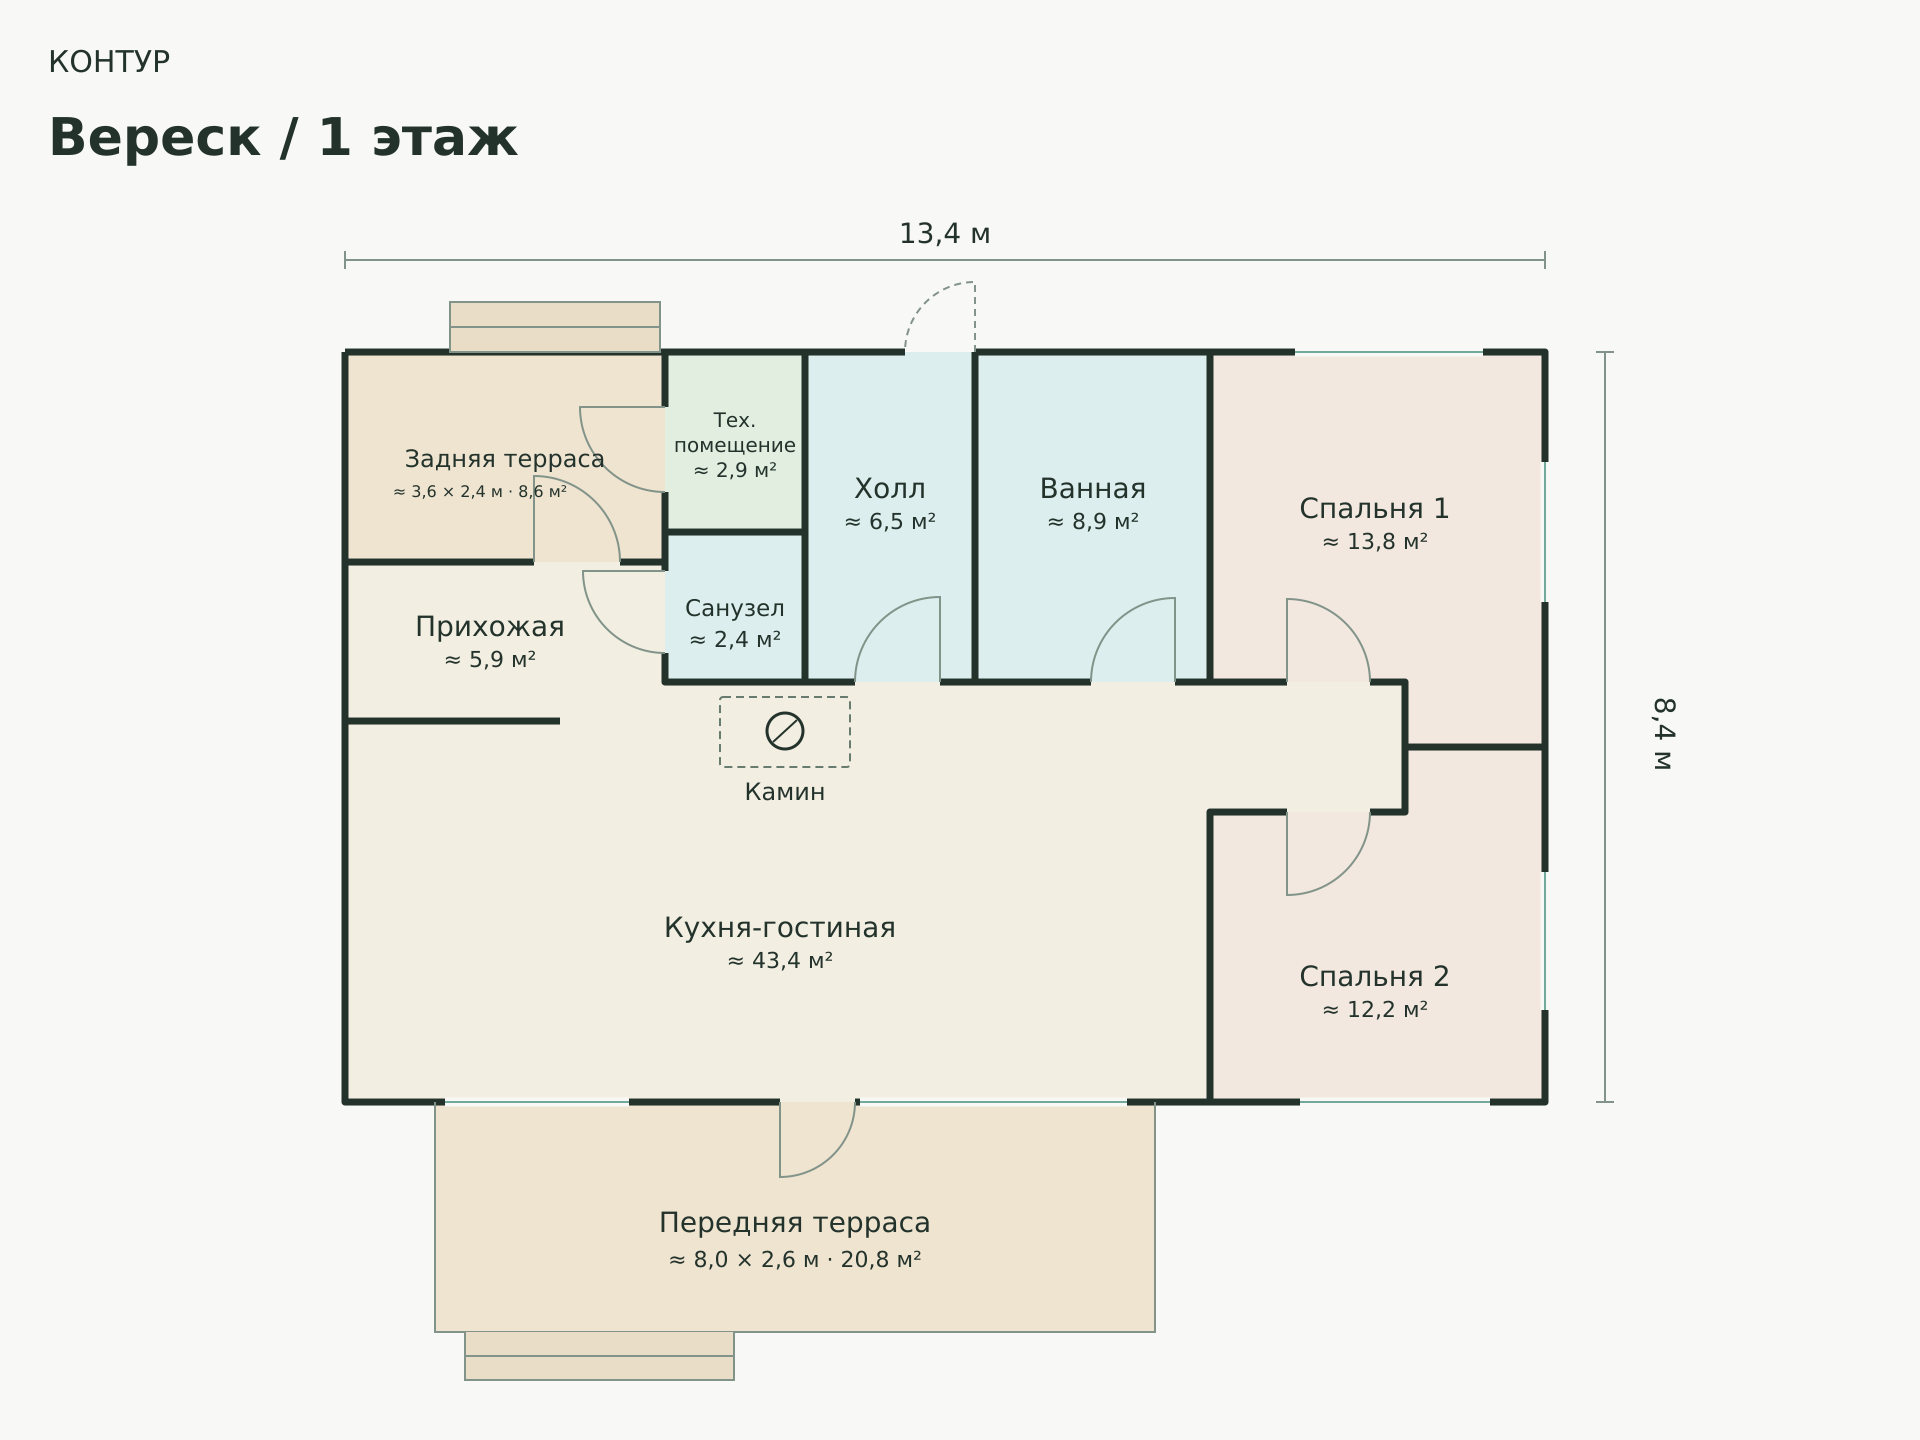 КОНТУР
Вереск / 1 этаж
13,4 м
Задняя терраса
≈ 3,6 × 2,4 м · 8,6 м²
Тех.
помещение
≈ 2,9 м²
Холл
≈ 6,5 м²
Ванная
≈ 8,9 м²
Спальня 1
≈ 13,8 м²
Прихожая
≈ 5,9 м²
Санузел
≈ 2,4 м²
8,4 м
Камин
Кухня-гостиная
≈ 43,4 м²
Спальня 2
≈ 12,2 м²
Передняя терраса
≈ 8,0 × 2,6 м · 20,8 м²